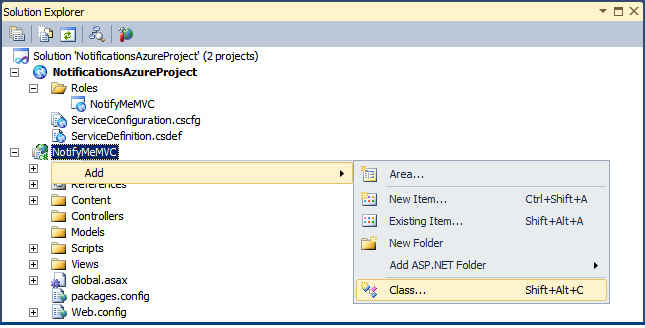 Solution Explorer
Solution 'NotificationsAzureProject' (2 projects)
NotificationsAzureProject
Roles
NotifyMeMVC
ServiceConfiguration.cscfg
ServiceDefinition.csdef
NotifyMeMVC
Add
References
Content
Controllers
Models
Scripts
Views
Global.asax
packages.config
Web.config
Area...
New Item... Ctrl+Shift+A
Existing Item... Shift+Alt+A
New Folder
Add ASP.NET Folder
Class... Shift+Alt+C